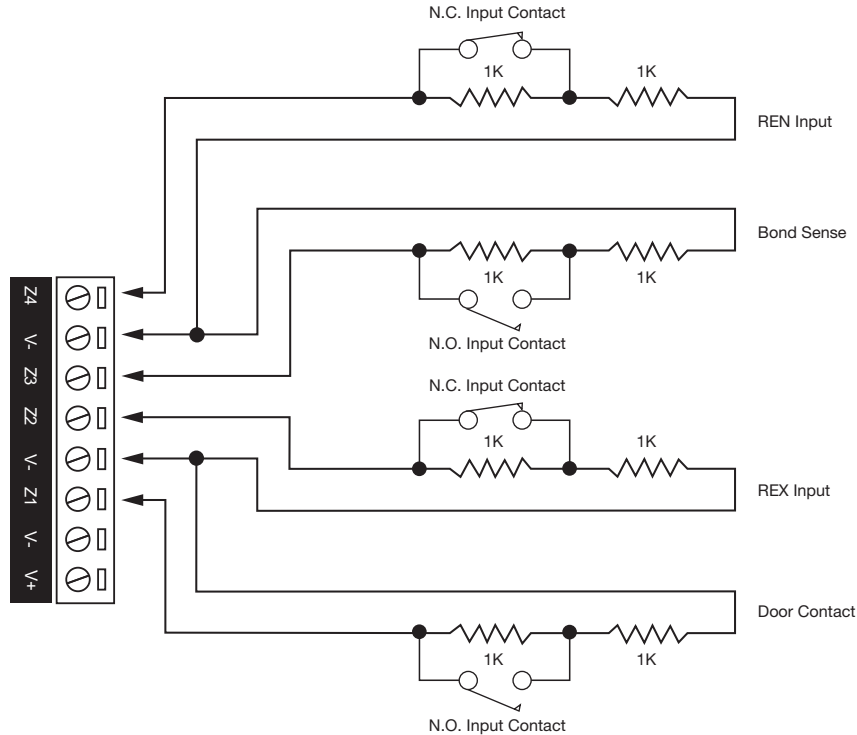 N.C. Input Contact
1K
1K
REN Input
Bond Sense
1K
1K
N.O. Input Contact
N.C. Input Contact
1K
1K
REX Input
Door Contact
1K
1K
N.O. Input Contact
Z4
V-
Z3
Z2
V-
Z1
V-
V+